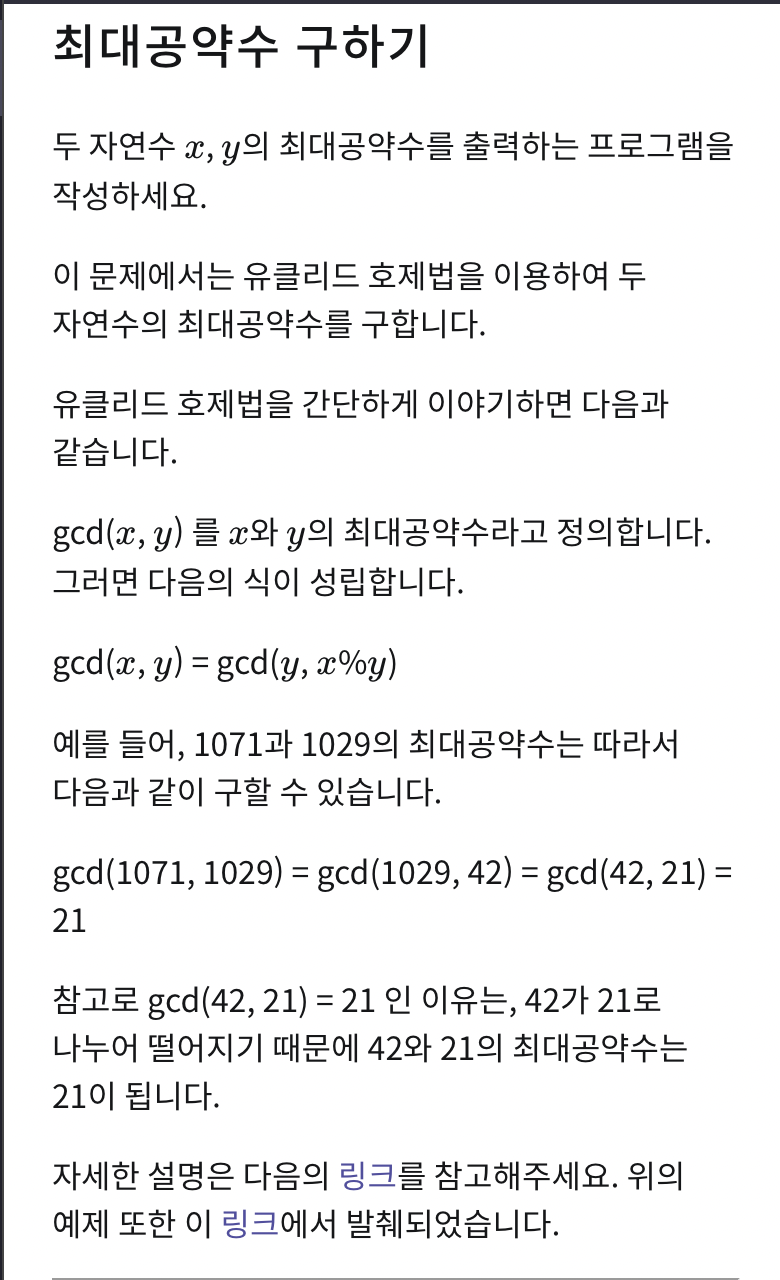 최대공약수 구하기
두 자연수 x, y의 최대공약수를 출력하는 프로그램을
작성하세요.
이 문제에서는 유클리드 호제법을 이용하여 두
자연수의 최대공약수를 구합니다.
유클리드 호제법을 간단하게 이야기하면 다음과
같습니다.
gcd(x, y) 를 x와 y의 최대공약수라고 정의합니다.
그러면 다음의 식이 성립합니다.
gcd(x, y) = gcd(y, x%y)
예를 들어, 1071과 1029의 최대공약수는 따라서
다음과 같이 구할 수 있습니다.
gcd(1071, 1029) = gcd(1029, 42) = gcd(42, 21) =
21
참고로 gcd(42, 21) = 21 인 이유는, 42가 21로
나누어 떨어지기 때문에 42와 21의 최대공약수는
21이 됩니다.
자세한 설명은 다음의 링크를 참고해주세요. 위의
예제 또한 이 링크에서 발췌되었습니다.